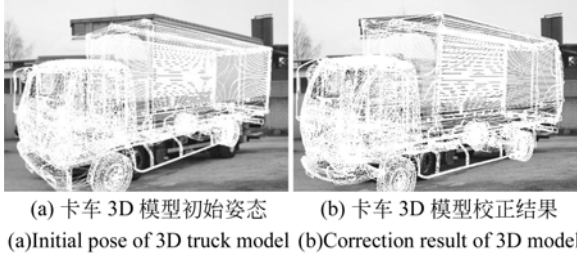 (a) 卡车 3D 模型初始姿态
(b) 卡车 3D 模型校正结果
(a)Initial pose of 3D truck model
(b)Correction result of 3D model